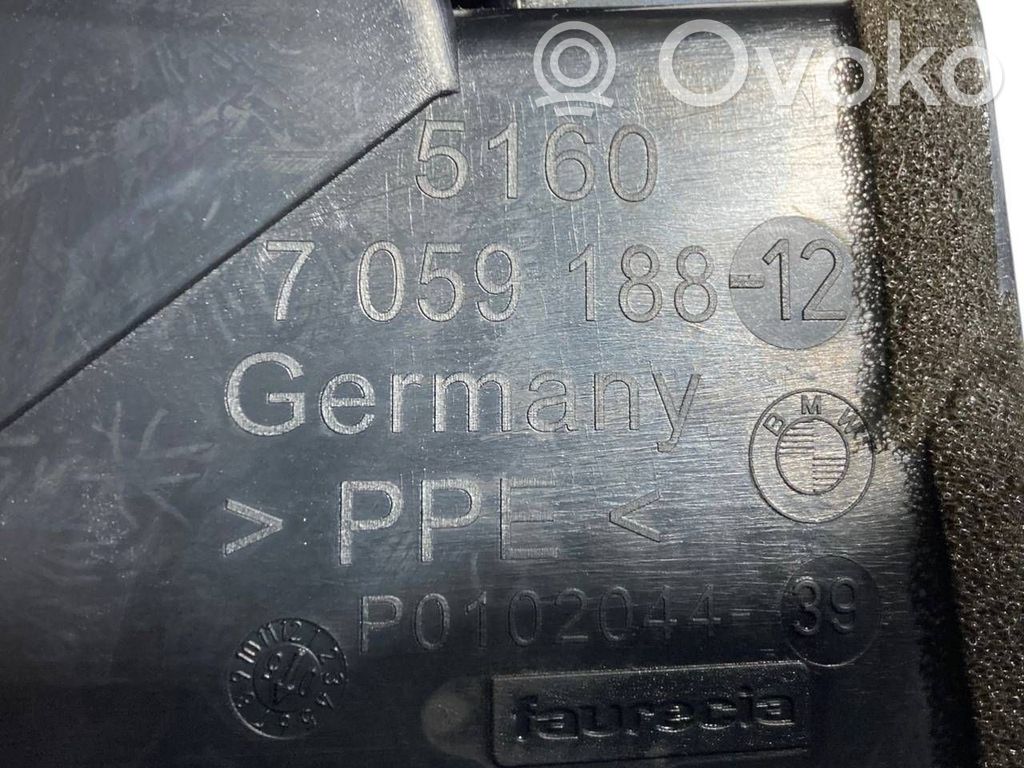 Ovoko
5160
7 059 188-12
Germany
BMW
> PPE <
P0102044-39
faurecia